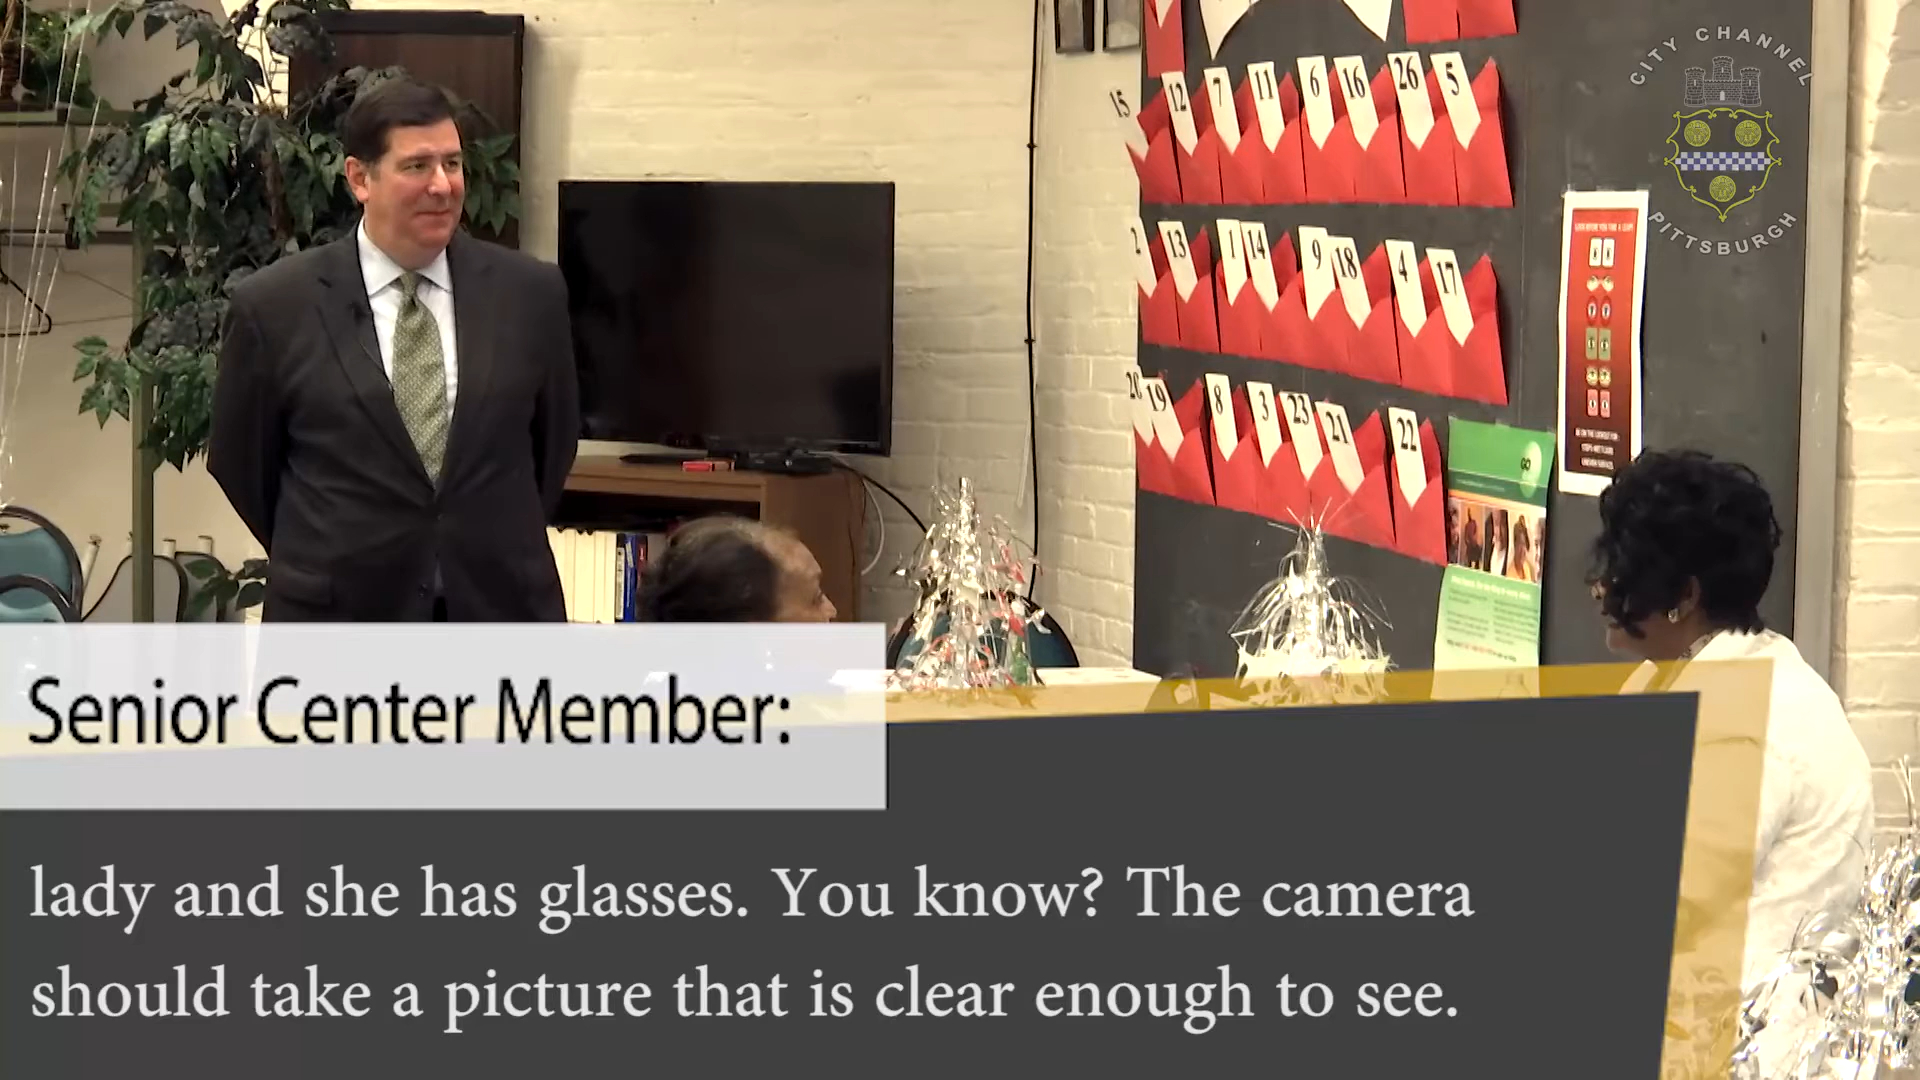 CITY CHANNEL
PITTSBURGH
15 12 7 11 6 16 26 5
2 13 1 14 9 18 4 17
20 19 8 3 23 21 22
GO
Senior Center Member:
lady and she has glasses. You know? The camera
should take a picture that is clear enough to see.